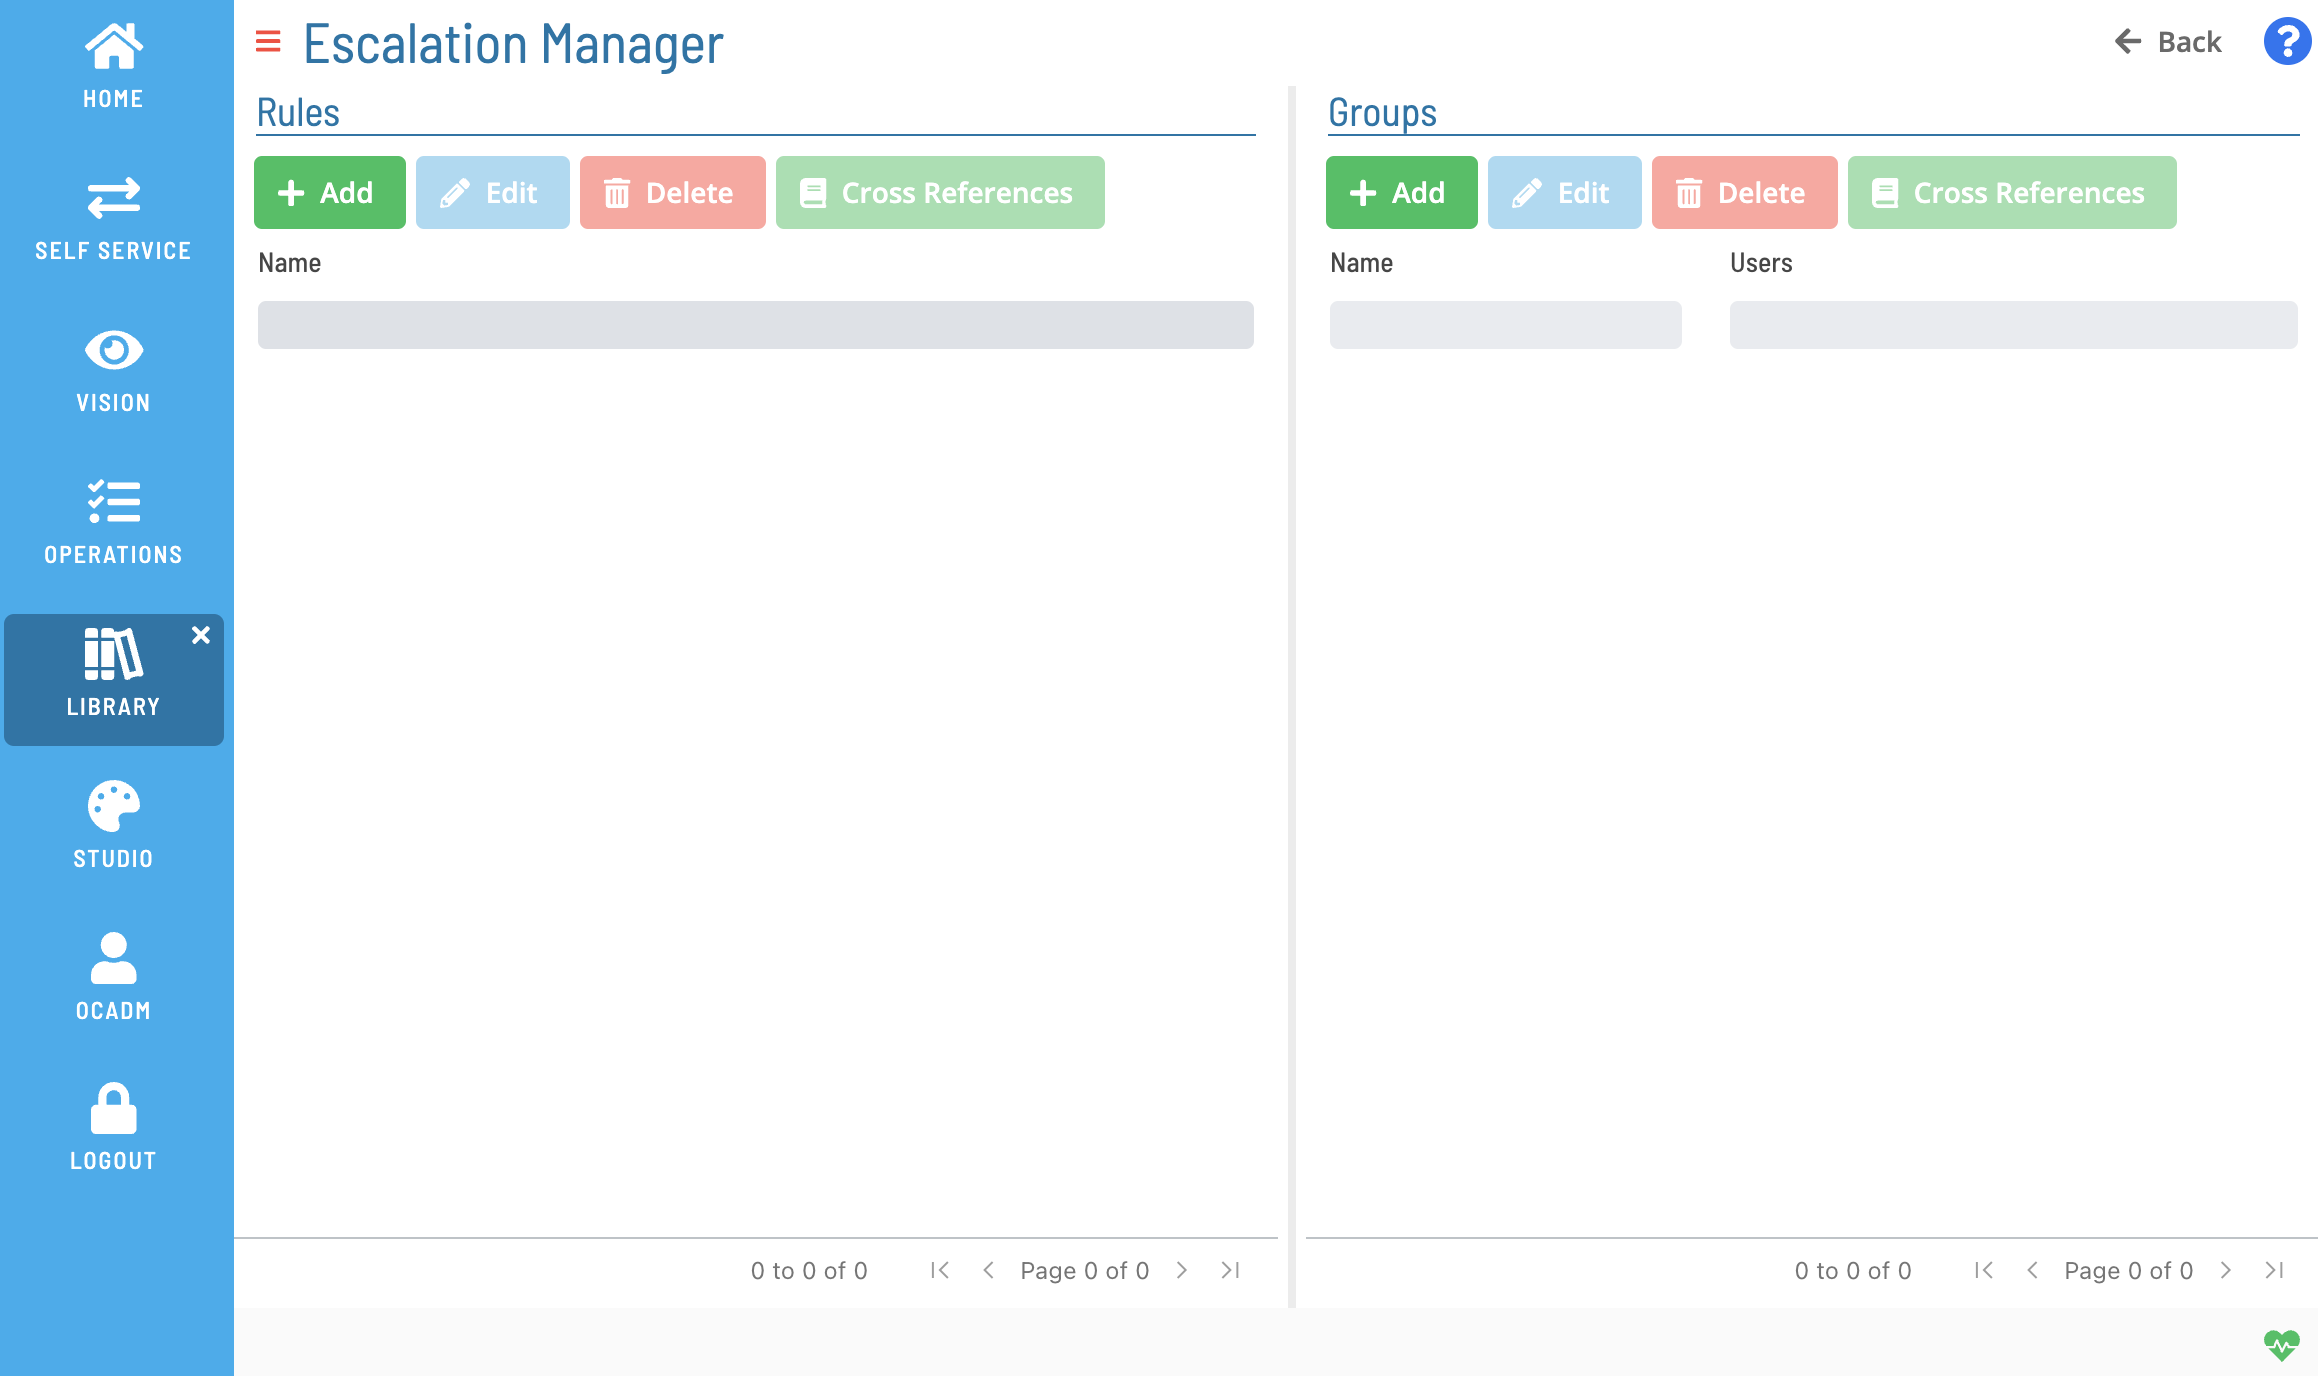 HOME
SELF SERVICE
VISION
OPERATIONS
LIBRARY
STUDIO
OCADM
LOGOUT
Escalation Manager
Back
Rules
Add Edit Delete Cross References
Name
0 to 0 of 0 Page 0 of 0
Groups
Add Edit Delete Cross References
Name Users
0 to 0 of 0 Page 0 of 0